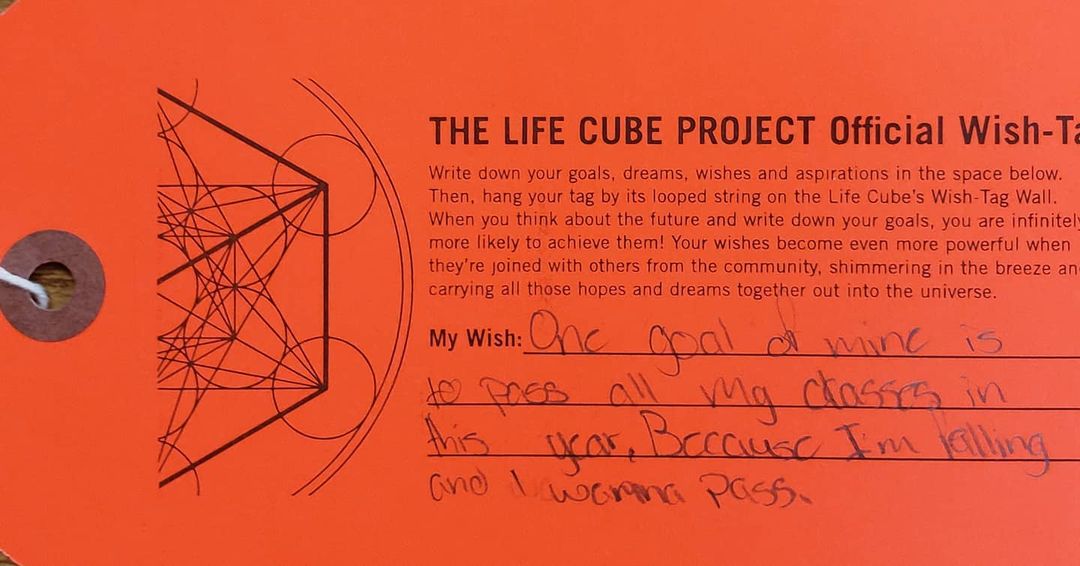 THE LIFE CUBE PROJECT Official Wish-Ta
Write down your goals, dreams, wishes and aspirations in the space below.
Then, hang your tag by its looped string on the Life Cube's Wish-Tag Wall.
When you think about the future and write down your goals, you are infinitely
more likely to achieve them! Your wishes become even more powerful when
they're joined with others from the community, shimmering in the breeze an
carrying all those hopes and dreams together out into the universe.
My Wish: One goal of mine is
to pass all my classes in
this year, Because I'm falling
and I wanna pass.